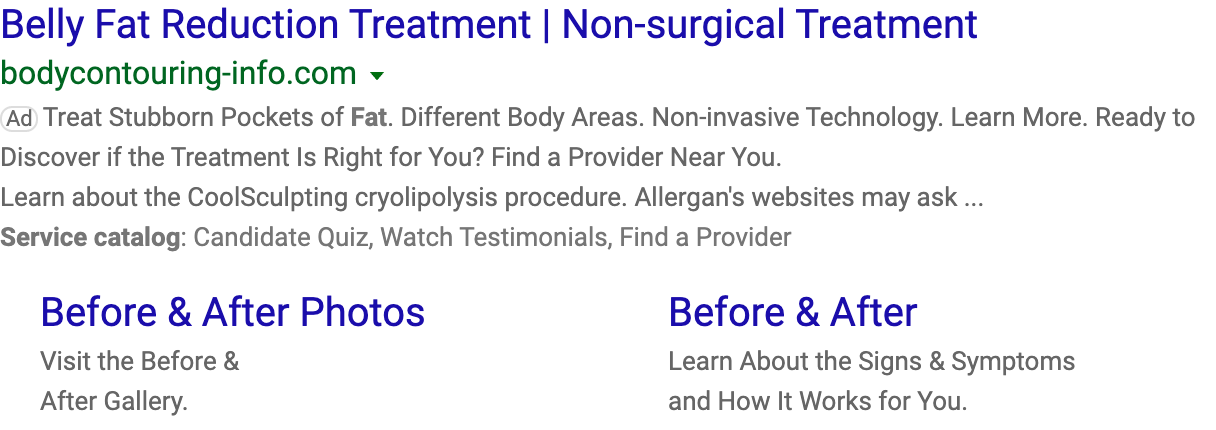 Belly Fat Reduction Treatment | Non-surgical Treatment
bodycontouring-info.com
Ad Treat Stubborn Pockets of Fat. Different Body Areas. Non-invasive Technology. Learn More. Ready to
Discover if the Treatment Is Right for You? Find a Provider Near You.
Learn about the CoolSculpting cryolipolysis procedure. Allergan's websites may ask ...
Service catalog: Candidate Quiz, Watch Testimonials, Find a Provider
Before & After Photos
Visit the Before &
After Gallery.
Before & After
Learn About the Signs & Symptoms
and How It Works for You.